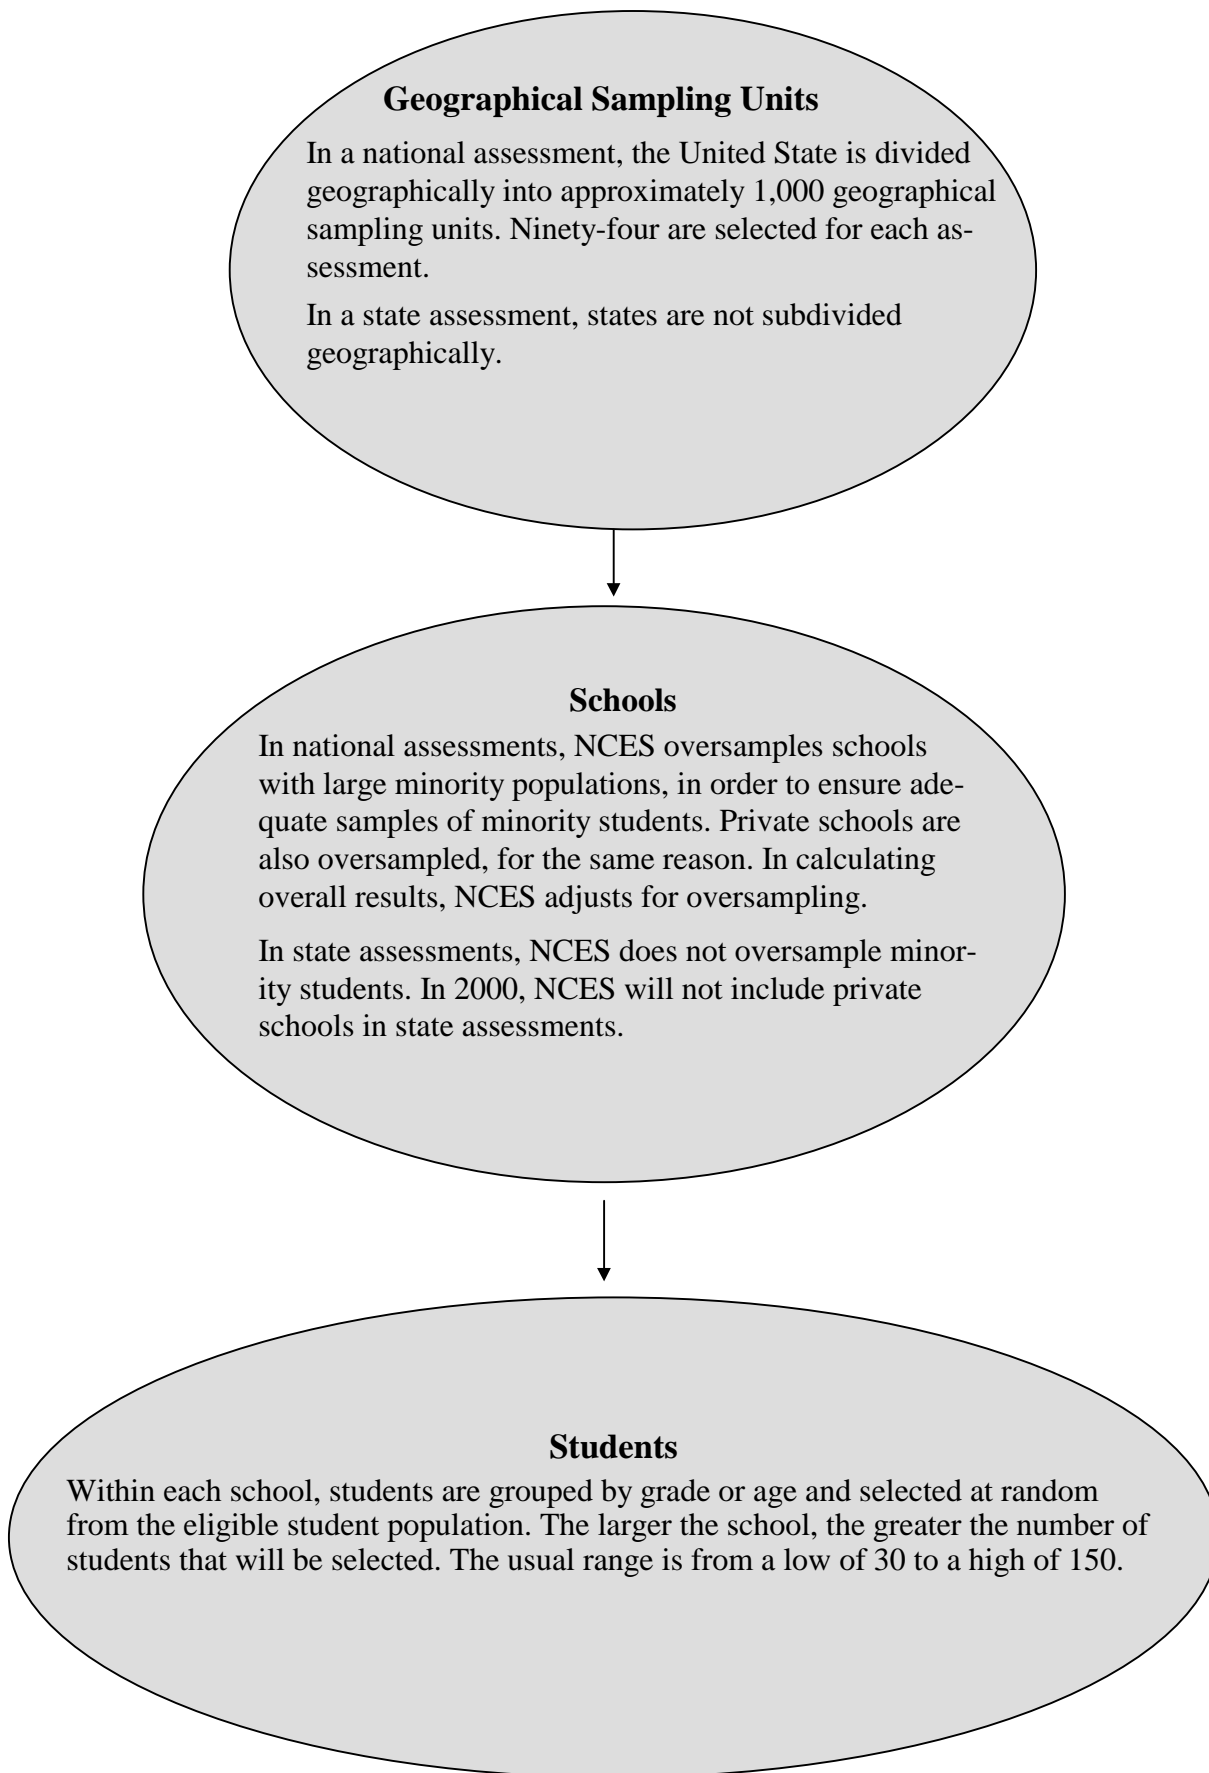 Geographical Sampling Units
In a national assessment, the United State is divided
geographically into approximately 1,000 geographical
sampling units. Ninety-four are selected for each as-
sessment.
In a state assessment, states are not subdivided
geographically.
Schools
In national assessments, NCES oversamples schools
with large minority populations, in order to ensure ade-
quate samples of minority students. Private schools are
also oversampled, for the same reason. In calculating
overall results, NCES adjusts for oversampling.
In state assessments, NCES does not oversample minor-
ity students. In 2000, NCES will not include private
schools in state assessments.
Students
Within each school, students are grouped by grade or age and selected at random
from the eligible student population. The larger the school, the greater the number of
students that will be selected. The usual range is from a low of 30 to a high of 150.